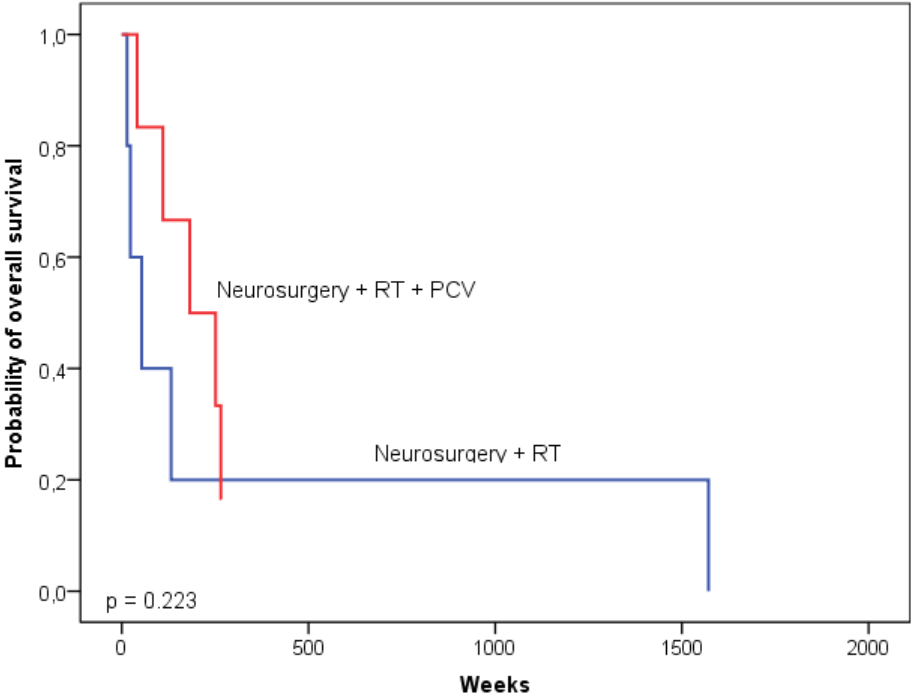 Probability of overall survival
1,0
0,8
0,6
0,4
0,2
0,0
Neurosurgery + RT + PCV
Neurosurgery + RT
p = 0.223
0
500
1000
1500
2000
Weeks